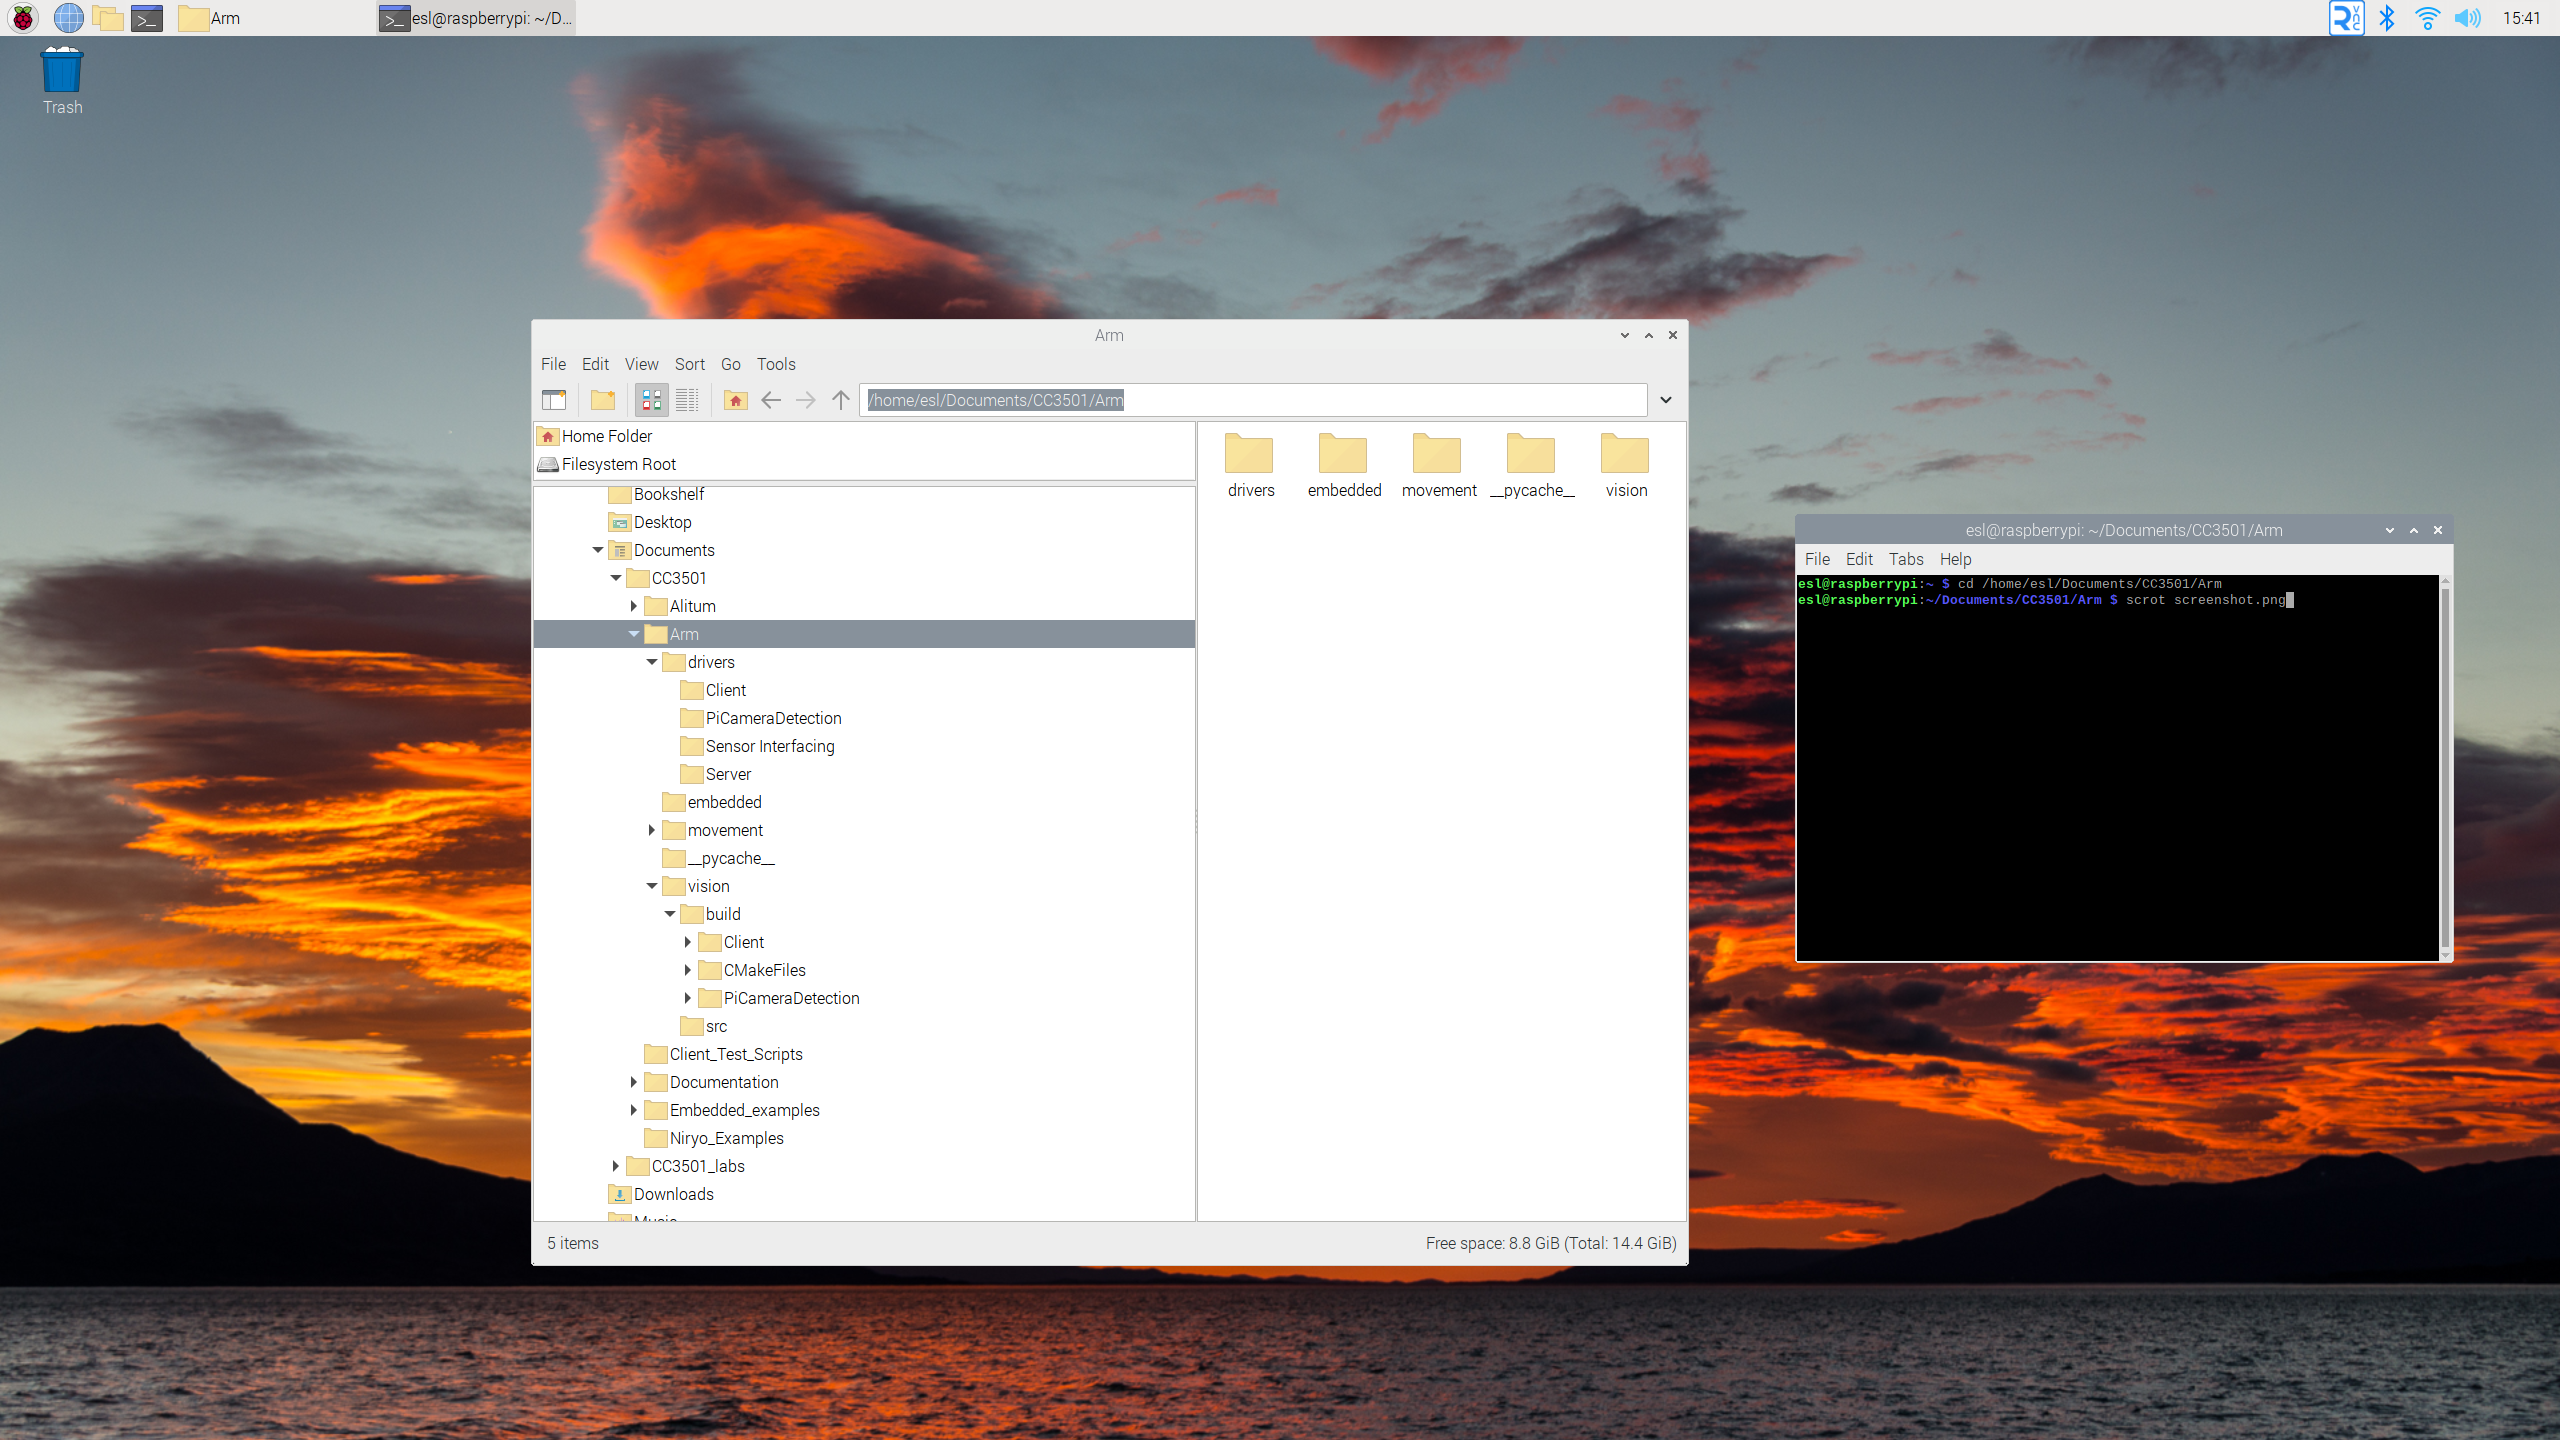 Arm
esl@raspberrypi: ~/D...
VNC
15:41
Trash
Arm
File Edit View Sort Go Tools
/home/esl/Documents/CC3501/Arm
Home Folder
Filesystem Root
Bookshelf
Desktop
Documents
CC3501
Alitum
Arm
drivers
Client
PiCameraDetection
Sensor Interfacing
Server
embedded
movement
__pycache__
vision
build
Client
CMakeFiles
PiCameraDetection
src
Client_Test_Scripts
Documentation
Embedded_examples
Niryo_Examples
CC3501_labs
Downloads
Music
drivers embedded movement __pycache__ vision
5 items
Free space: 8.8 GiB (Total: 14.4 GiB)
esl@raspberrypi: ~/Documents/CC3501/Arm
File Edit Tabs Help
esl@raspberrypi:~ $ cd /home/esl/Documents/CC3501/Arm
esl@raspberrypi:~/Documents/CC3501/Arm $ scrot screenshot.png